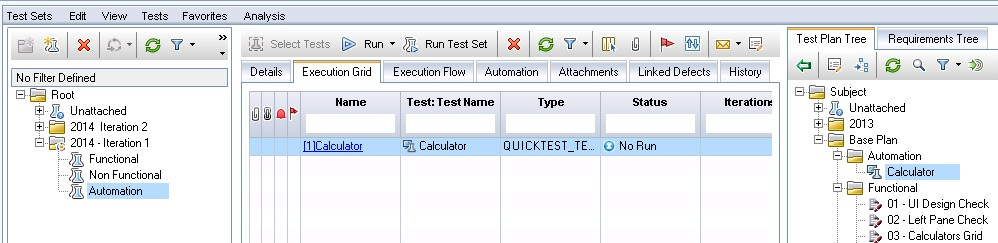 Test Sets Edit View Tests Favorites Analysis
»
No Filter Defined
Root
Unattached
2014 Iteration 2
2014 - Iteration 1
Functional
Non Functional
Automation
Select Tests Run Run Test Set
Details Execution Grid Execution Flow Automation Attachments Linked Defects History
Name Test: Test Name Type Status Iterations
[1]Calculator Calculator QUICKTEST_TE... No Run
Test Plan Tree Requirements Tree
Subject
Unattached
2013
Base Plan
Automation
Calculator
Functional
01 - UI Design Check
02 - Left Pane Check
03 - Calculators Grid